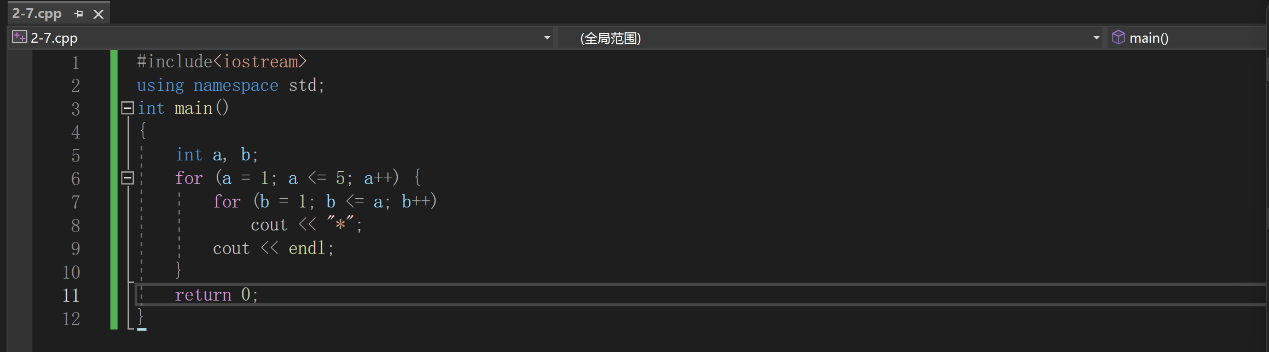 2-7.cpp
2-7.cpp (全局范围) main()
1 #include<iostream>
2 using namespace std;
3 int main()
4 {
5 int a, b;
6 for (a = 1; a <= 5; a++) {
7 for (b = 1; b <= a; b++)
8 cout << "*";
9 cout << endl;
10 }
11 return 0;
12 }